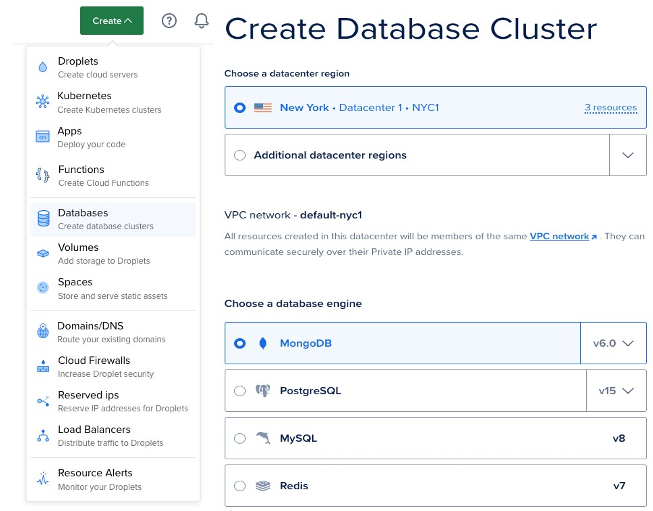 Create
Droplets
Create cloud servers
Kubernetes
Create Kubernetes clusters
Apps
Deploy your code
Functions
Create Cloud Functions
Databases
Create database clusters
Volumes
Add storage to Droplets
Spaces
Store and serve static assets
Domains/DNS
Route your existing domains
Cloud Firewalls
Increase Droplet security
Reserved ips
Reserve IP addresses for Droplets
Load Balancers
Distribute traffic to Droplets
Resource Alerts
Monitor your Droplets
Create Database Cluster
Choose a datacenter region
New York • Datacenter 1 • NYC1 3 resources
Additional datacenter regions
VPC network - default-nyc1
All resources created in this datacenter will be members of the same VPC network. They can
communicate securely over their Private IP addresses.
Choose a database engine
MongoDB v6.0
PostgreSQL v15
MySQL v8
Redis v7